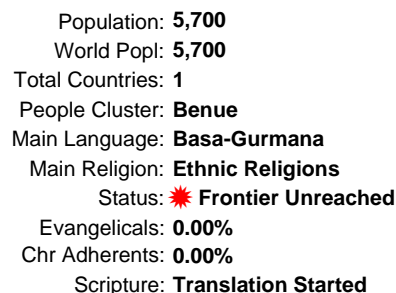 Population: 5,700
World Popl: 5,700
Total Countries: 1
People Cluster: Benue
Main Language: Basa-Gurmana
Main Religion: Ethnic Religions
Status: Frontier Unreached
Evangelicals: 0.00%
Chr Adherents: 0.00%
Scripture: Translation Started